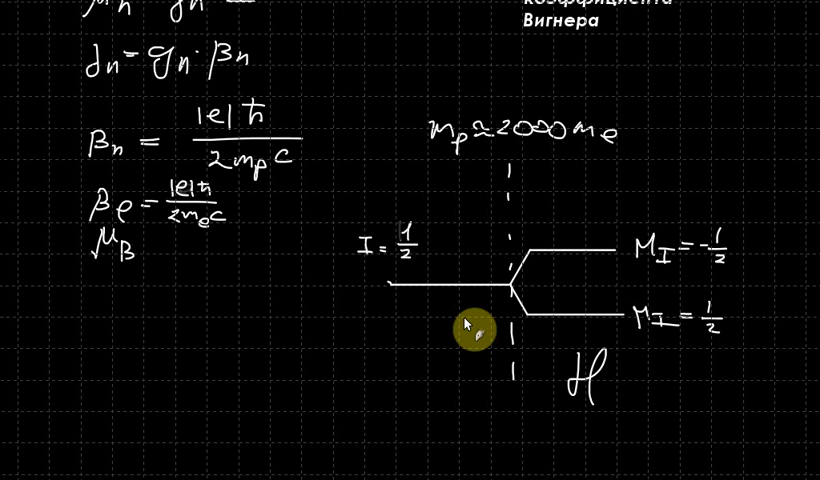 коэффициента
Вигнера
γn = gn · βn
βn = |e|ħ / 2mpc
mp ≈ 2000 me
βe = |e|ħ / 2mec
μB
I = 1/2
MI = -1/2
MI = 1/2
H